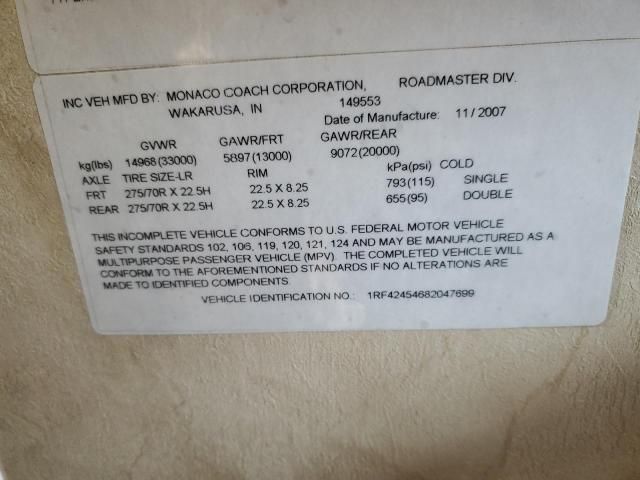 INC VEH MFD BY: MONACO COACH CORPORATION, ROADMASTER DIV.
WAKARUSA, IN 149553
Date of Manufacture: 11 / 2007
GVWR GAWR/FRT GAWR/REAR
kg(lbs) 14968(33000) 5897(13000) 9072(20000) kPa(psi) COLD
AXLE TIRE SIZE-LR RIM
FRT 275/70R X 22.5H 22.5 X 8.25 793(115) SINGLE
REAR 275/70R X 22.5H 22.5 X 8.25 655(95) DOUBLE
THIS INCOMPLETE VEHICLE CONFORMS TO U.S. FEDERAL MOTOR VEHICLE
SAFETY STANDARDS 102, 106, 119, 120, 121, 124 AND MAY BE MANUFACTURED AS A
MULTIPURPOSE PASSENGER VEHICLE (MPV). THE COMPLETED VEHICLE WILL
CONFORM TO THE AFOREMENTIONED STANDARDS IF NO ALTERATIONS ARE
MADE TO IDENTIFIED COMPONENTS.
VEHICLE IDENTIFICATION NO.: 1RF42454682047699